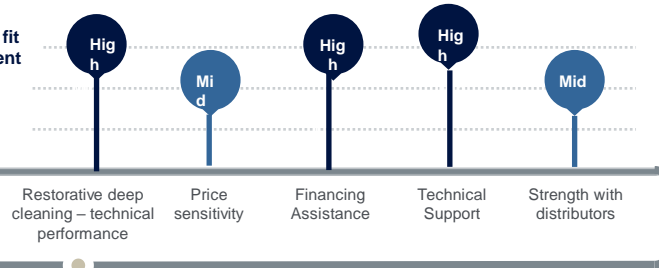 fit
ent
Hig
h
Mi
d
Hig
h
Hig
h
Mid
Restorative deep
cleaning – technical
performance
Price
sensitivity
Financing
Assistance
Technical
Support
Strength with
distributors